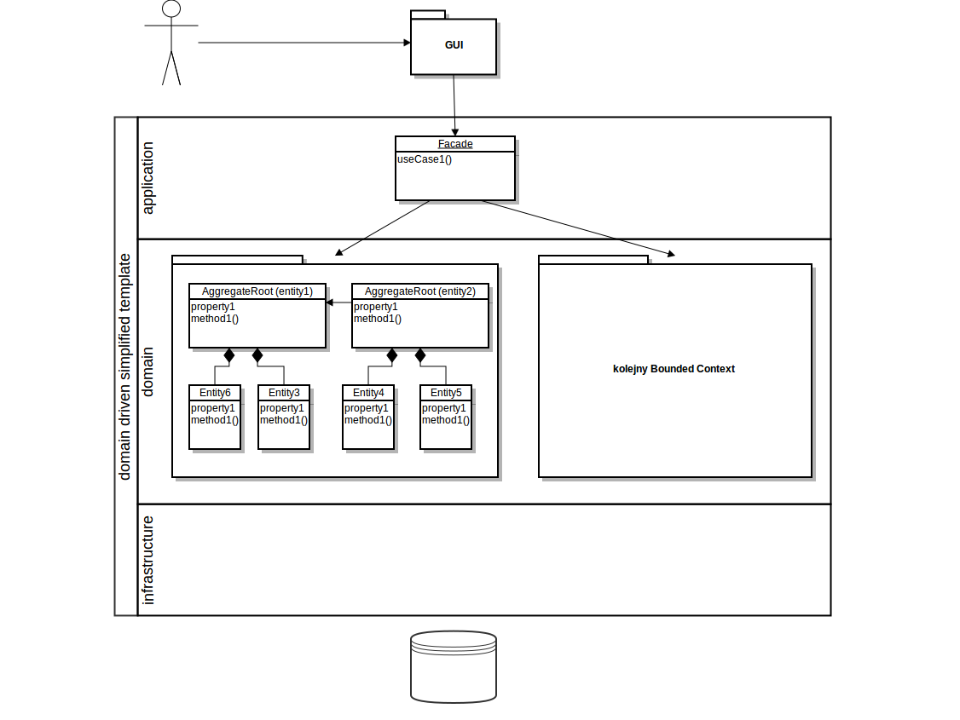 GUI
domain driven simplified template
application
Facade
useCase1()
domain
AggregateRoot (entity1)
property1
method1()
AggregateRoot (entity2)
property1
method1()
Entity6
property1
method1()
Entity3
property1
method1()
Entity4
property1
method1()
Entity5
property1
method1()
kolejny Bounded Context
infrastructure